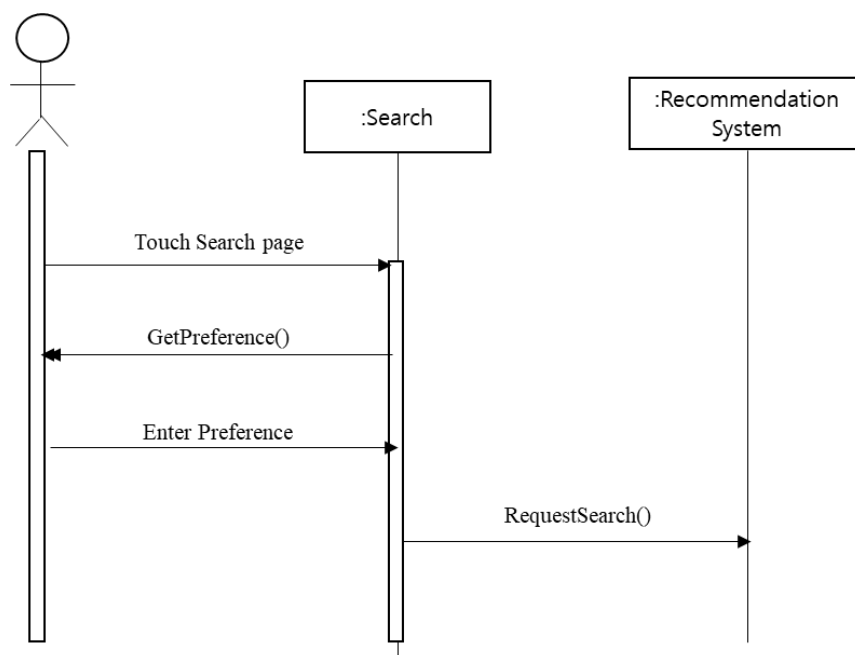 :Search
:Recommendation
System
Touch Search page
GetPreference()
Enter Preference
RequestSearch()